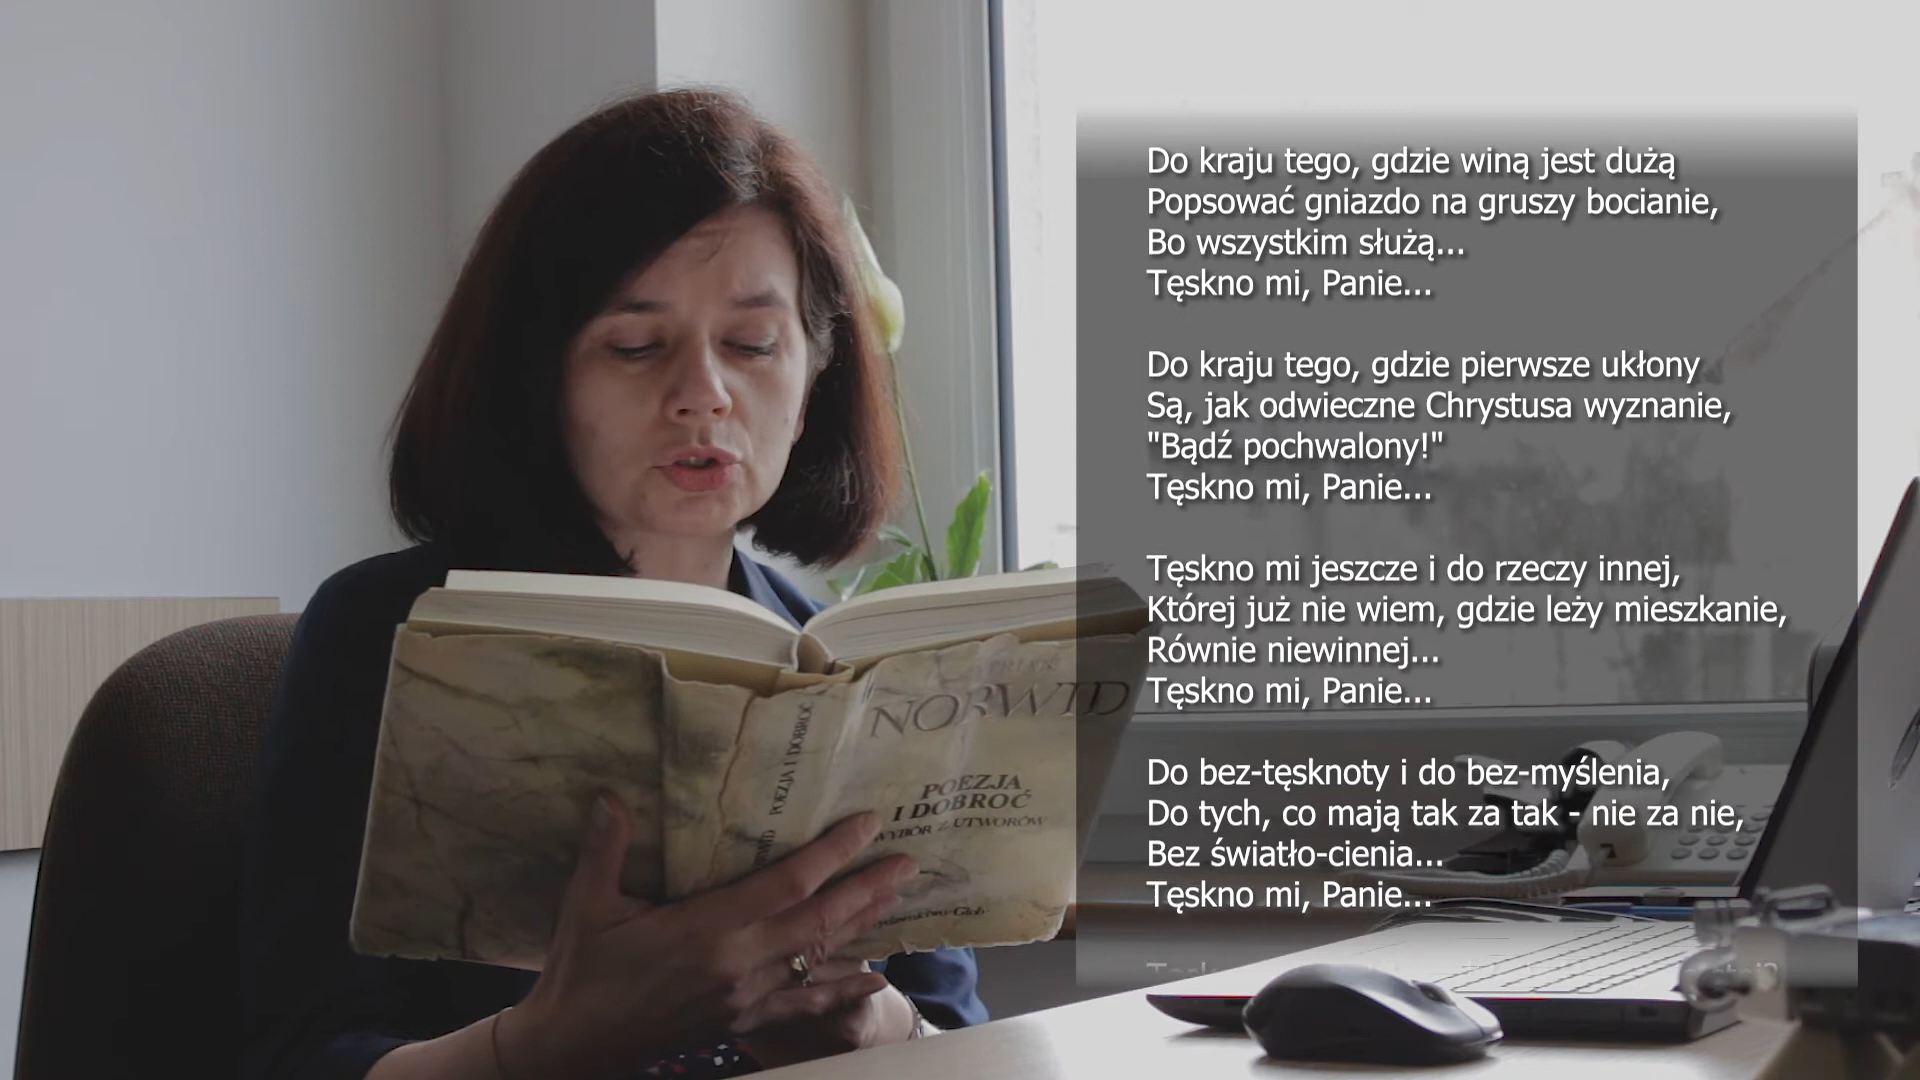 Do kraju tego, gdzie winą jest dużą
Popsować gniazdo na gruszy bocianie,
Bo wszystkim służą...
Tęskno mi, Panie...
Do kraju tego, gdzie pierwsze ukłony
Są, jak odwieczne Chrystusa wyznanie,
"Bądź pochwalony!"
Tęskno mi, Panie...
Tęskno mi jeszcze i do rzeczy innej,
Której już nie wiem, gdzie leży mieszkanie,
Równie niewinnej...
Tęskno mi, Panie...
Do bez-tęsknoty i do bez-myślenia,
Do tych, co mają tak za tak - nie za nie,
Bez światło-cienia...
Tęskno mi, Panie...
NORWID
POEZJA
I DOBROĆ
WYBÓR Z UTWORÓW
POEZJA I DOBROĆ